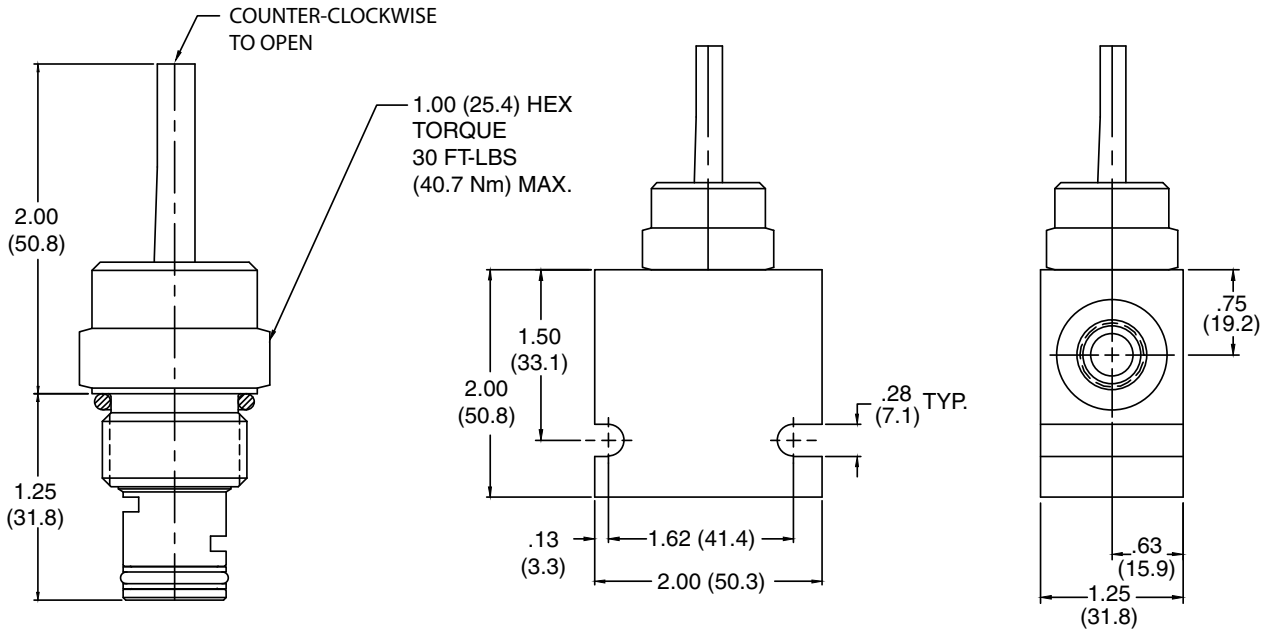 COUNTER-CLOCKWISE
TO OPEN
1.00 (25.4) HEX
TORQUE
30 FT-LBS
(40.7 Nm) MAX.
2.00
(50.8)
1.25
(31.8)
1.50
(33.1)
2.00
(50.8)
.28
(7.1)
TYP.
.13
(3.3)
1.62 (41.4)
2.00 (50.3)
.75
(19.2)
.63
(15.9)
1.25
(31.8)